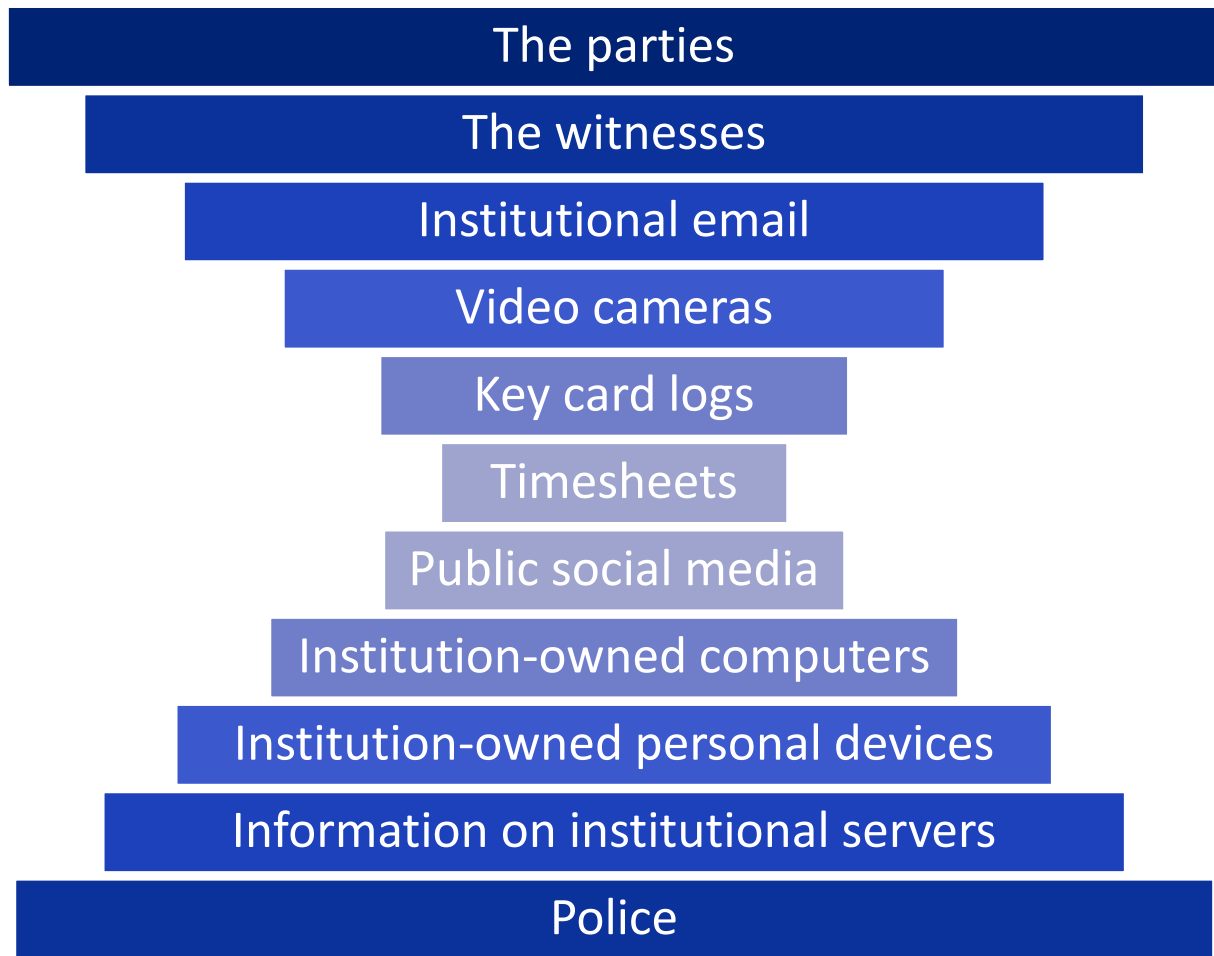 The parties
The witnesses
Institutional email
Video cameras
Key card logs
Timesheets
Public social media
Institution-owned computers
Institution-owned personal devices
Information on institutional servers
Police